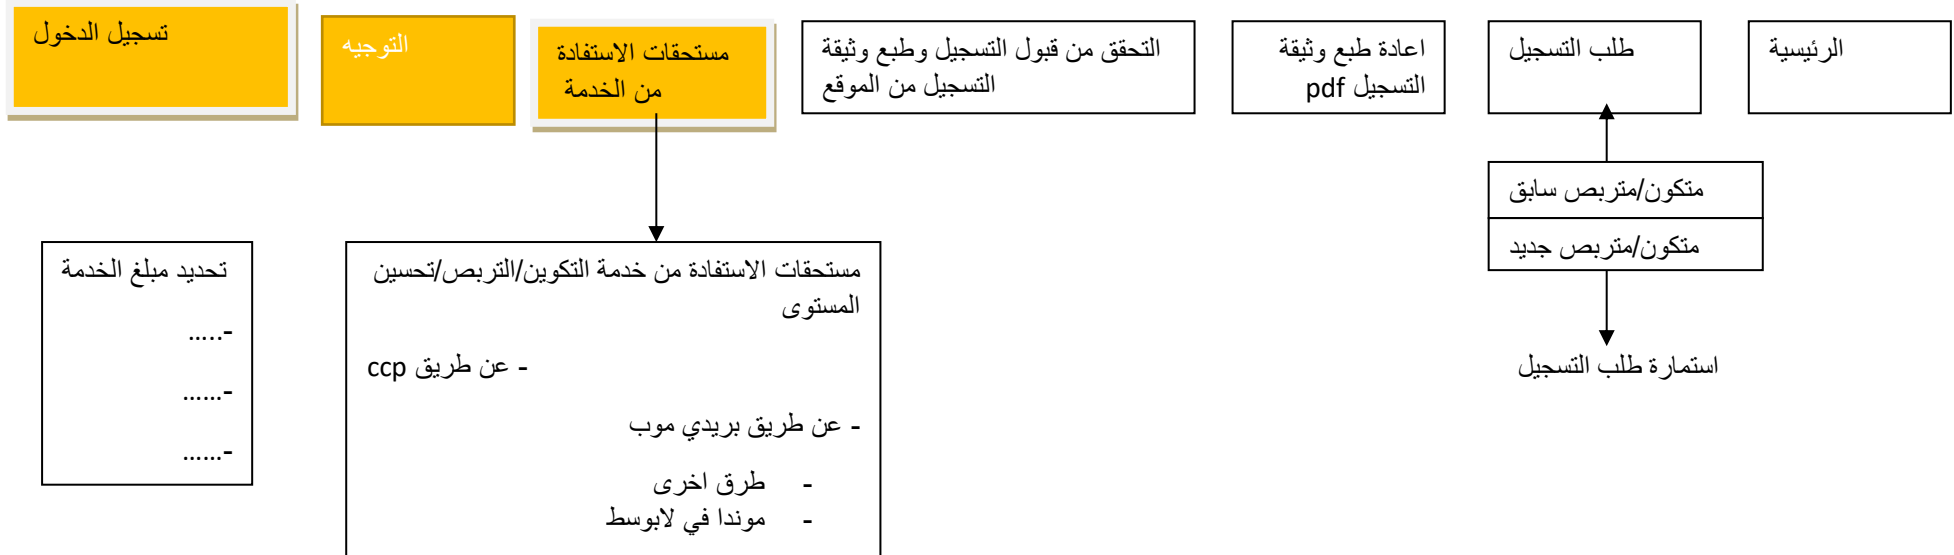 الرئيسية
طلب التسجيل
اعادة طبع وثيقة
التسجيل pdf
التحقق من قبول التسجيل وطبع وثيقة
التسجيل من الموقع
مستحقات الاستفادة
من الخدمة
التوجيه
تسجيل الدخول
متكون/متربص سابق
متكون/متربص جديد
استمارة طلب التسجيل
مستحقات الاستفادة من خدمة التكوين/التربص/تحسين
المستوى
- عن طريق ccp
- عن طريق بريدي موب
- طرق اخرى
- موندا في لابوسط
تحديد مبلغ الخدمة
-.....
-......
-......